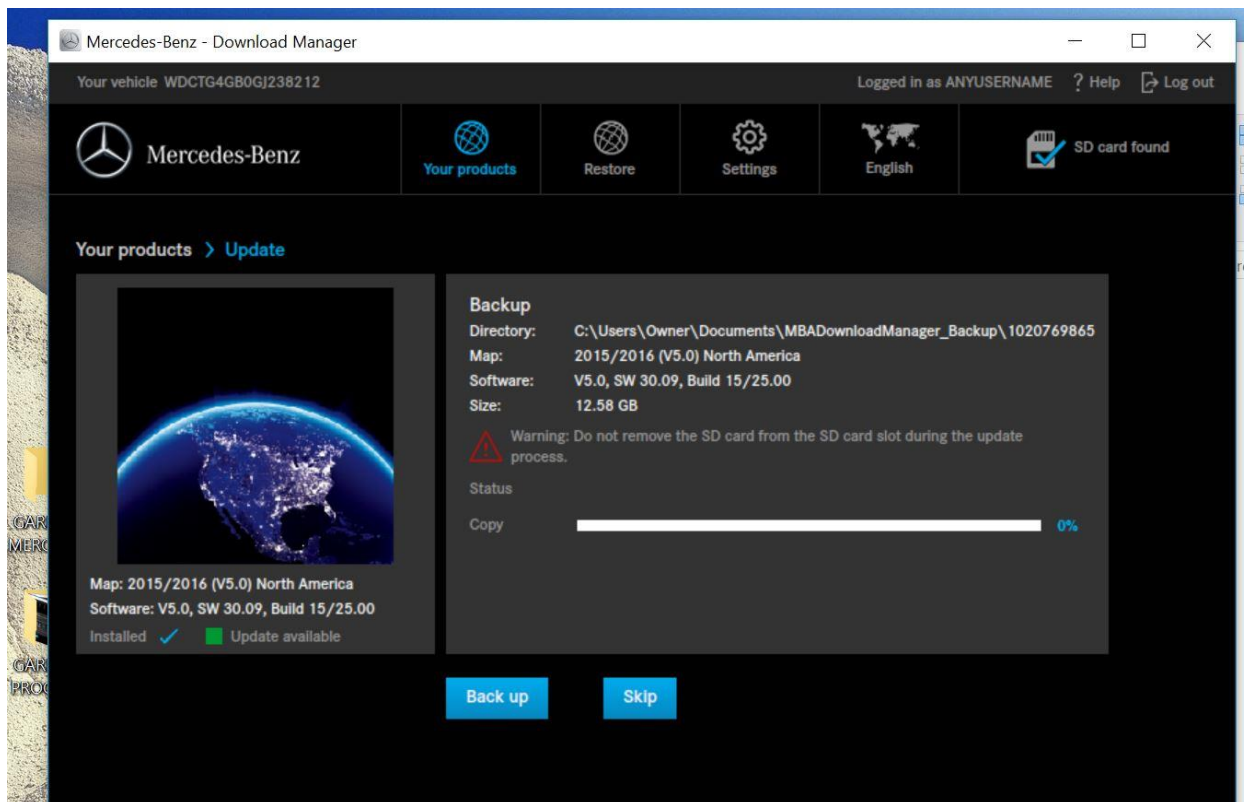 Mercedes-Benz - Download Manager
Your vehicle WDCTG4GB0GJ238212
Logged in as ANYUSERNAME ? Help Log out
Mercedes-Benz
Your products
Restore
Settings
English
SD card found
Your products > Update
Backup
Directory: C:\Users\Owner\Documents\MBADownloadManager_Backup\1020769865
Map: 2015/2016 (V5.0) North America
Software: V5.0, SW 30.09, Build 15/25.00
Size: 12.58 GB
Warning: Do not remove the SD card from the SD card slot during the update
process.
Status
Copy 0%
Map: 2015/2016 (V5.0) North America
Software: V5.0, SW 30.09, Build 15/25.00
Installed Update available
Back up
Skip
GAR
MERC
GAR
PRO